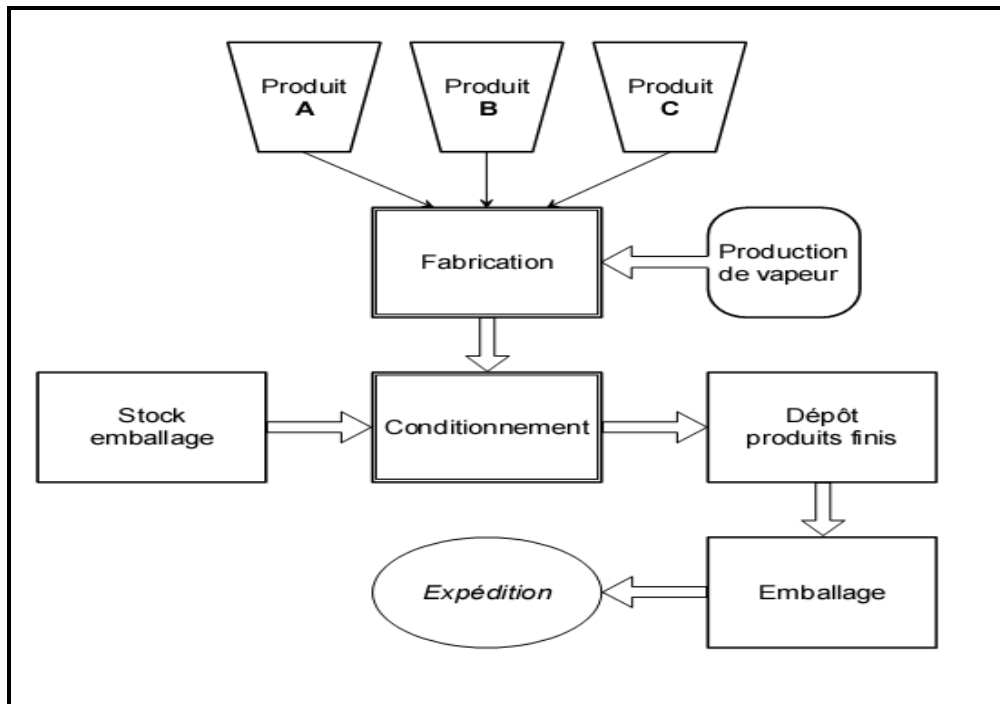 Produit
A
Produit
B
Produit
C
Fabrication
Production
de vapeur
Stock
emballage
Conditionnement
Dépôt
produits finis
Expédition
Emballage